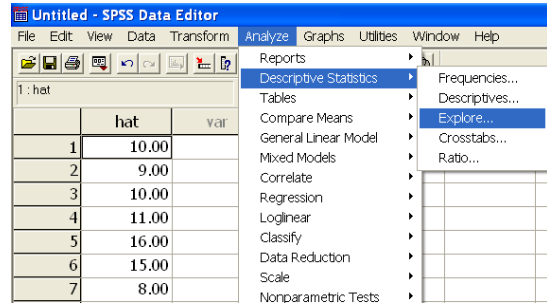 Untitled - SPSS Data Editor
File Edit View Data Transform Analyze Graphs Utilities Window Help
1 : hat
hat var
1 10.00
2 9.00
3 10.00
4 11.00
5 16.00
6 15.00
7 8.00
Reports
Descriptive Statistics
Tables
Compare Means
General Linear Model
Mixed Models
Correlate
Regression
Loglinear
Classify
Data Reduction
Scale
Nonparametric Tests
Frequencies...
Descriptives...
Explore...
Crosstabs...
Ratio...